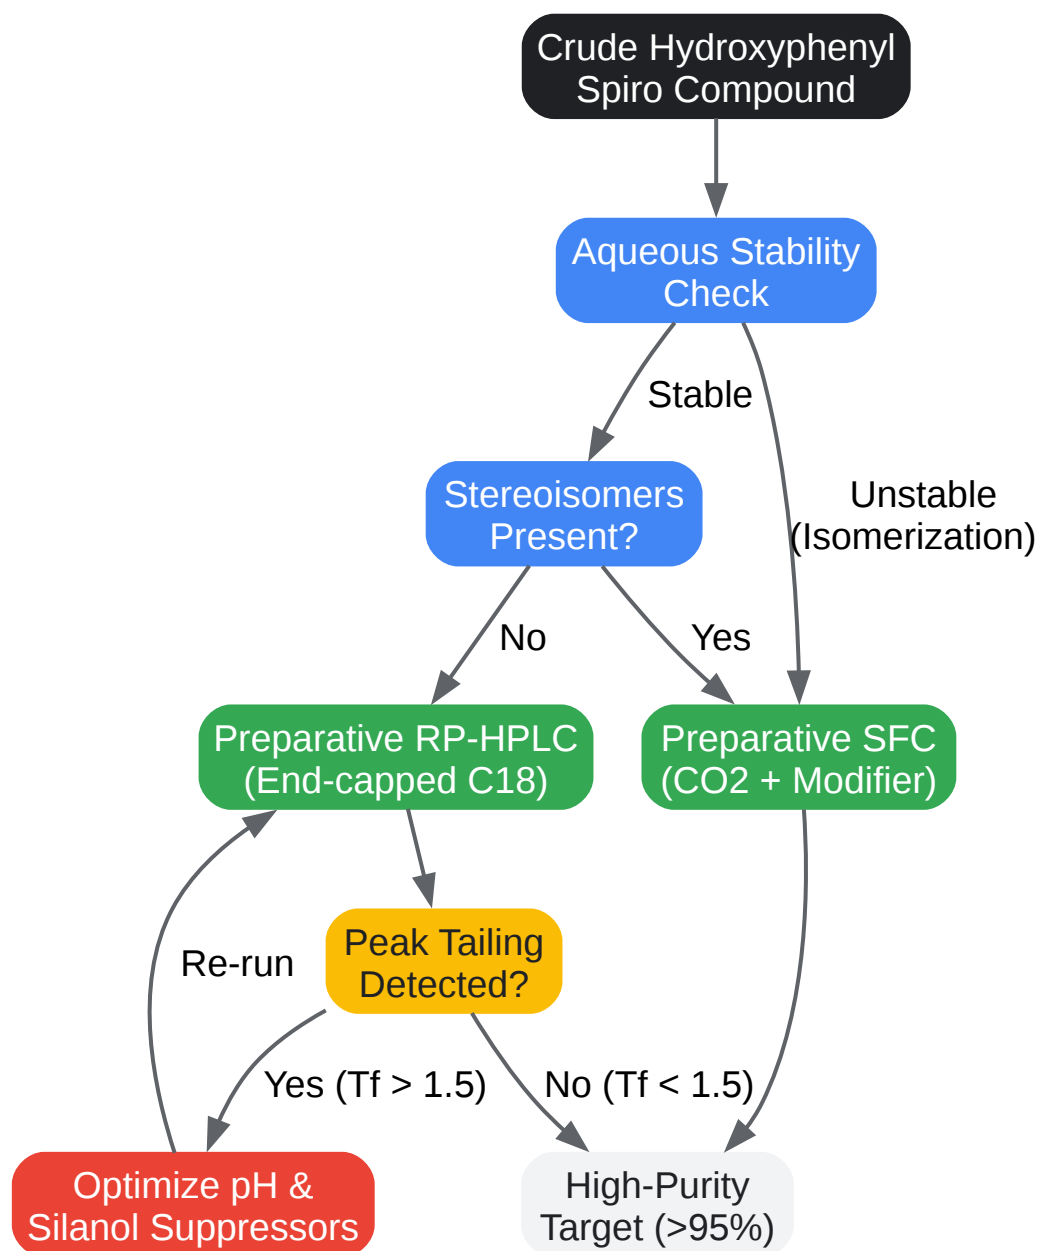 Crude Hydroxyphenyl
Spiro Compound
Aqueous Stability
Check
Stable
Stereoisomers
Present?
Unstable
(Isomerization)
No
Yes
Preparative RP-HPLC
(End-capped C18)
Preparative SFC
(CO2 + Modifier)
Peak Tailing
Detected?
Re-run
Yes (Tf > 1.5)
No (Tf < 1.5)
Optimize pH &
Silanol Suppressors
High-Purity
Target (>95%)